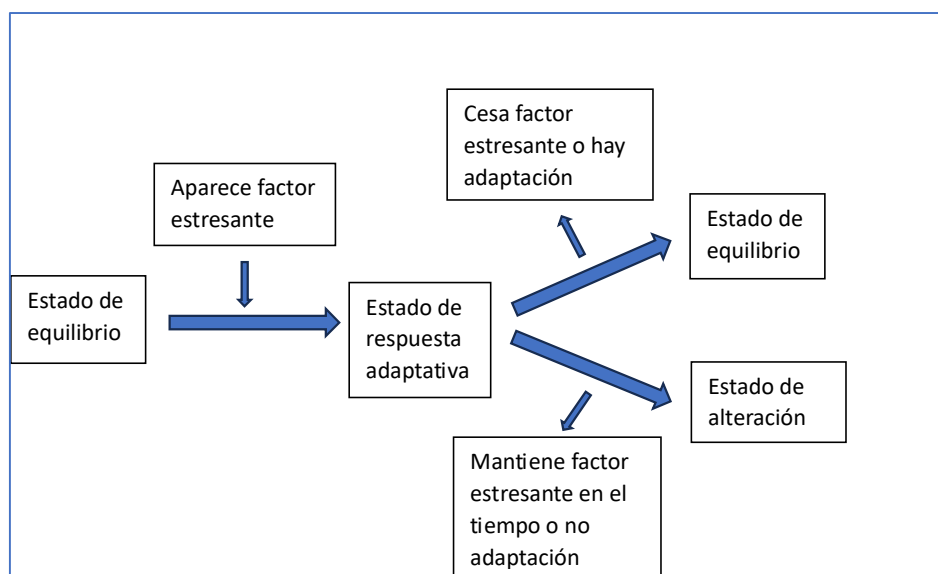 Estado de
equilibrio
Aparece factor
estresante
Estado de
respuesta
adaptativa
Cesa factor
estresante o hay
adaptación
Estado de
equilibrio
Mantiene factor
estresante en el
tiempo o no
adaptación
Estado de
alteración